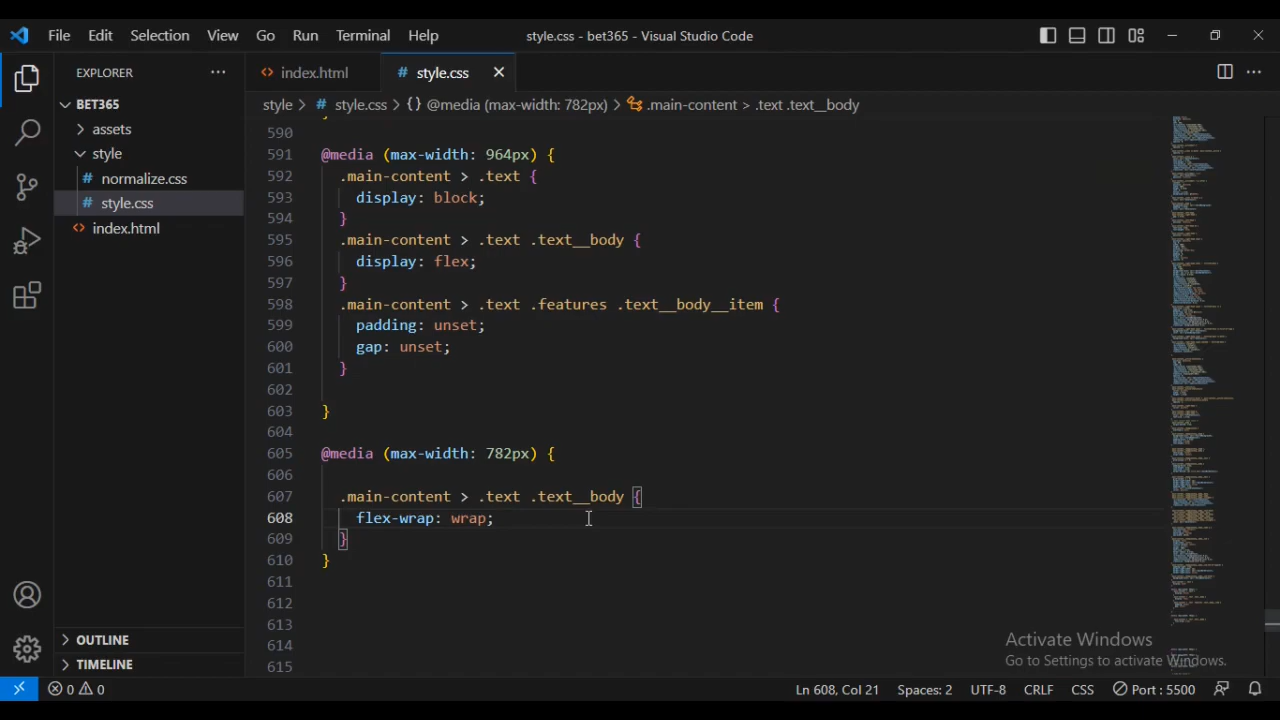 File Edit Selection View Go Run Terminal Help
style.css - bet365 - Visual Studio Code
EXPLORER
index.html
style.css
BET365
assets
style
normalize.css
style.css
index.html
style > # style.css > {} @media (max-width: 782px) > .main-content > .text .text__body
590
591 @media (max-width: 964px) {
592 .main-content > .text {
593 display: block;
594 }
595 .main-content > .text .text__body {
596 display: flex;
597 }
598 .main-content > .text .features .text__body__item {
599 padding: unset;
600 gap: unset;
601 }
602
603 }
604
605 @media (max-width: 782px) {
606
607 .main-content > .text .text__body {
608 flex-wrap: wrap;
609 }
610 }
611
612
613
614
615
OUTLINE
TIMELINE
Activate Windows
Go to Settings to activate Windows.
0 0
Ln 608, Col 21 Spaces: 2 UTF-8 CRLF CSS Port : 5500